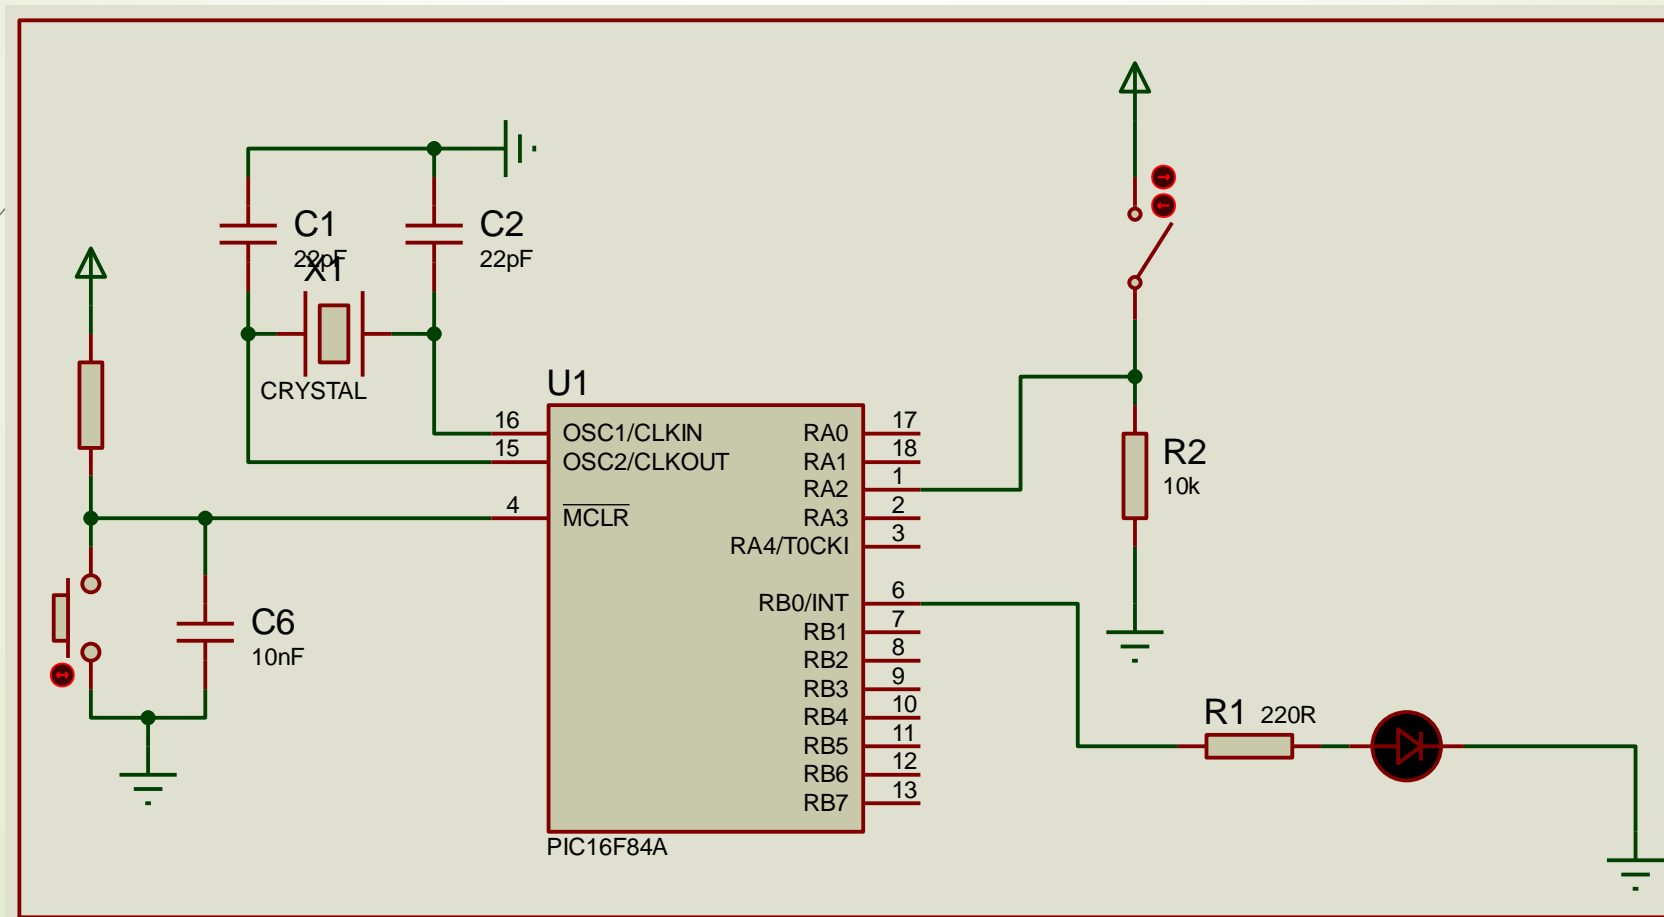 C1
22pF
C2
22pF
X1
CRYSTAL
U1
16
OSC1/CLKIN
15
OSC2/CLKOUT
4
MCLR
RA0
17
RA1
18
RA2
1
RA3
2
RA4/T0CKI
3
RB0/INT
6
RB1
7
RB2
8
RB3
9
RB4
10
RB5
11
RB6
12
RB7
13
PIC16F84A
C6
10nF
R2
10k
R1 220R